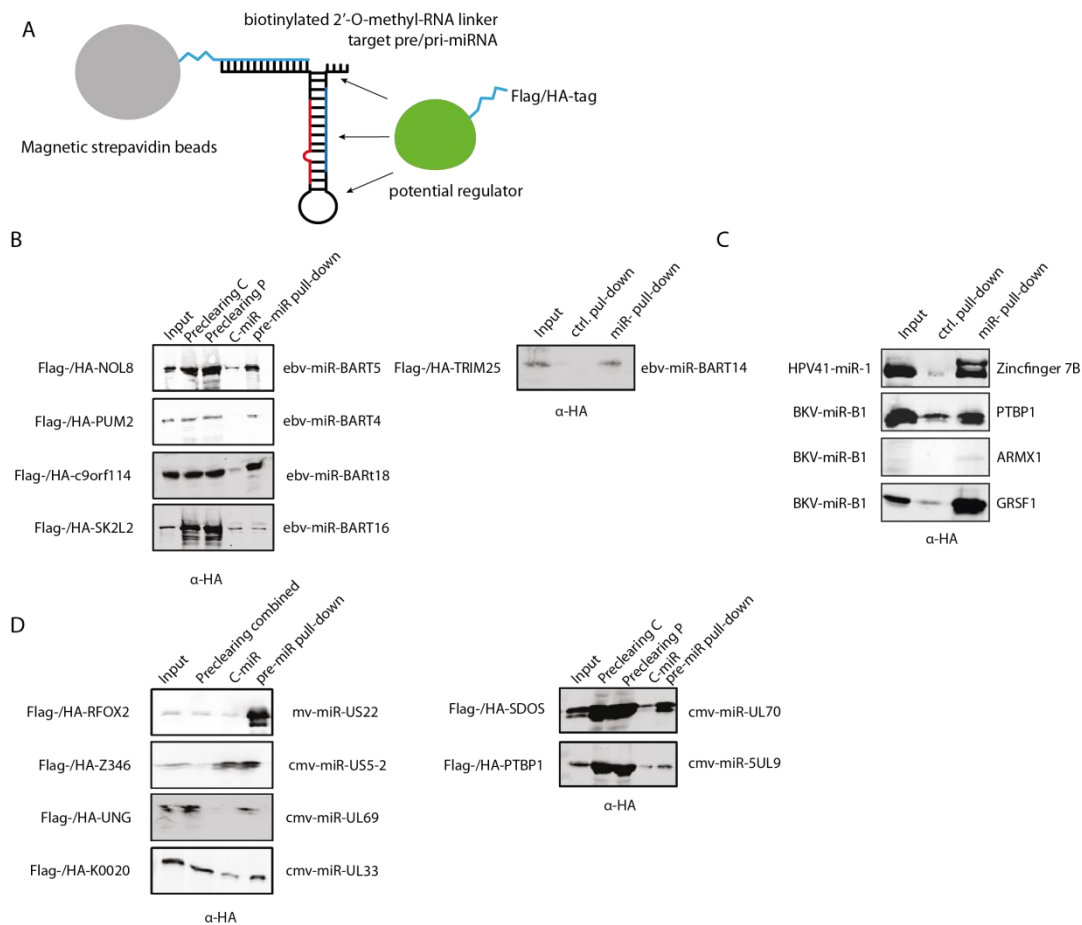 A
biotinylated 2'-O-methyl-RNA linker
target pre/pri-miRNA
Flag/HA-tag
Magnetic strepavidin beads
potential regulator
B
Input
Preclearing C
Preclearing P
C-miR
pre-miR pull-down
Flag-/HA-NOL8
ebv-miR-BART5
Flag-/HA-PUM2
ebv-miR-BART4
Flag-/HA-c9orf114
ebv-miR-BARt18
Flag-/HA-SK2L2
ebv-miR-BART16
α-HA
Input
ctrl. pul-down
miR- pull-down
Flag-/HA-TRIM25
ebv-miR-BART14
α-HA
C
Input
ctrl. pull-down
miR- pull-down
HPV41-miR-1
Zincfinger 7B
BKV-miR-B1
PTBP1
BKV-miR-B1
ARMX1
BKV-miR-B1
GRSF1
α-HA
D
Input
Preclearing combined
C-miR
pre-miR pull-down
Flag-/HA-RFOX2
mv-miR-US22
Flag-/HA-Z346
cmv-miR-US5-2
Flag-/HA-UNG
cmv-miR-UL69
Flag-/HA-K0020
cmv-miR-UL33
α-HA
Input
Preclearing C
Preclearing P
C-miR
pre-miR pull-down
Flag-/HA-SDOS
cmv-miR-UL70
Flag-/HA-PTBP1
cmv-miR-5UL9
α-HA